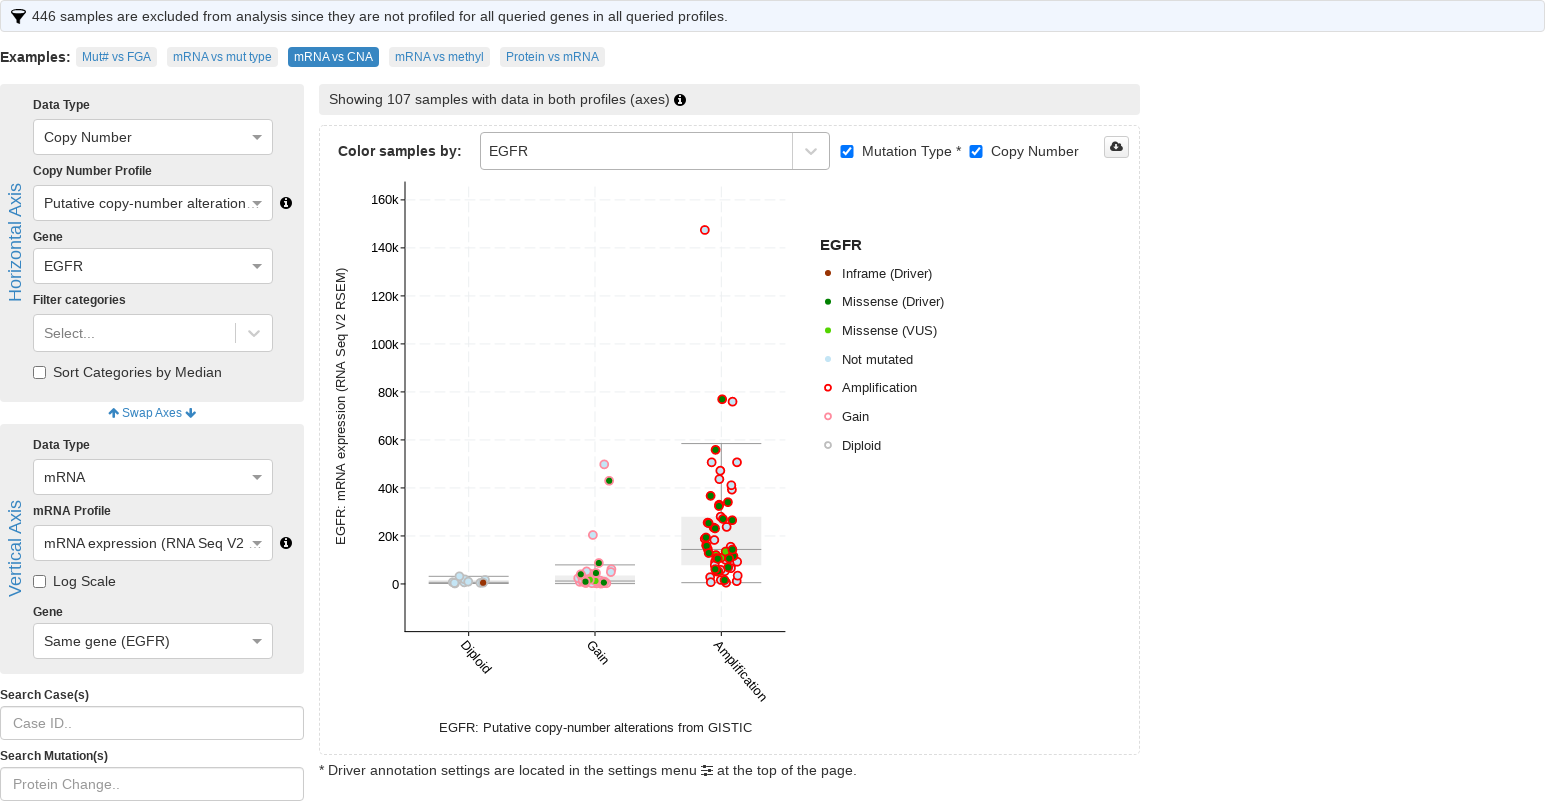 446 samples are excluded from analysis since they are not profiled for all queried genes in all queried profiles.
Examples: Mut# vs FGA mRNA vs mut type mRNA vs CNA mRNA vs methyl Protein vs mRNA
Horizontal Axis
Data Type
Copy Number
Copy Number Profile
Putative copy-number alteration…
Gene
EGFR
Filter categories
Select...
Sort Categories by Median
Swap Axes
Vertical Axis
Data Type
mRNA
mRNA Profile
mRNA expression (RNA Seq V2 …
Log Scale
Gene
Same gene (EGFR)
Search Case(s)
Case ID..
Search Mutation(s)
Protein Change..
Showing 107 samples with data in both profiles (axes)
Color samples by: EGFR Mutation Type * Copy Number
EGFR: mRNA expression (RNA Seq V2 RSEM)
160k
140k
120k
100k
80k
60k
40k
20k
0
Diploid
Gain
Amplification
EGFR: Putative copy-number alterations from GISTIC
EGFR
Inframe (Driver)
Missense (Driver)
Missense (VUS)
Not mutated
Amplification
Gain
Diploid
* Driver annotation settings are located in the settings menu at the top of the page.